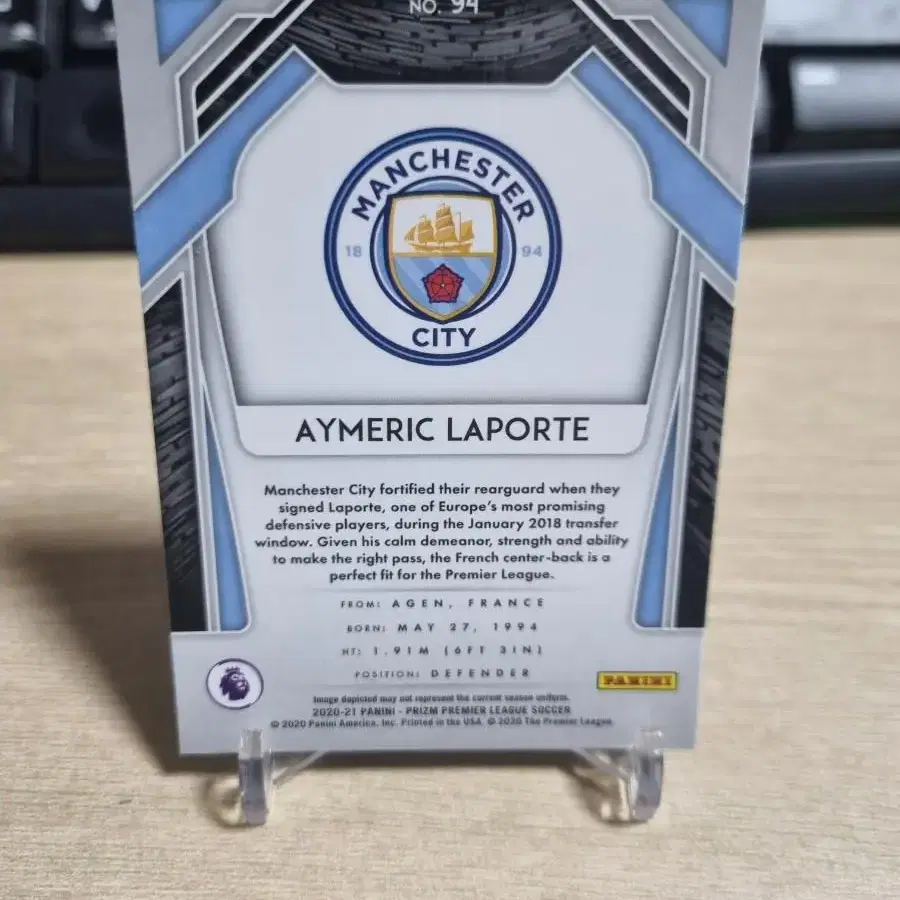 NO. 94
MANCHESTER
18 94
CITY
AYMERIC LAPORTE
Manchester City fortified their rearguard when they
signed Laporte, one of Europe's most promising
defensive players, during the January 2018 transfer
window. Given his calm demeanor, strength and ability
to make the right pass, the French center-back is a
perfect fit for the Premier League.
FROM: AGEN, FRANCE
BORN: MAY 27, 1994
HT: 1.91M (6FT 3IN)
POSITION: DEFENDER
PANINI
Image depicted may not represent the current season uniform.
2020-21 PANINI - PRIZM PREMIER LEAGUE SOCCER
© 2020 Panini America, Inc. Printed in the USA. © 2020 The Premier League